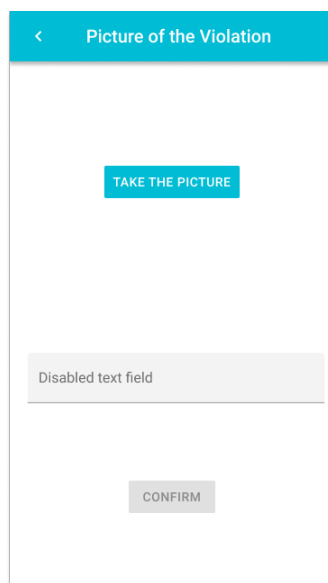 Picture of the Violation
TAKE THE PICTURE
Disabled text field
CONFIRM